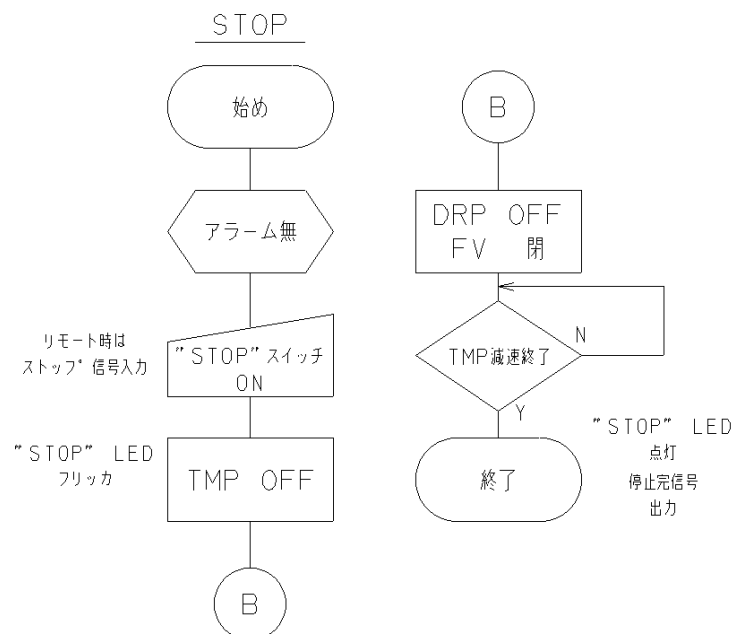 STOP
始め
アラーム無
リモート時は
ストップ信号入力
"STOP"スイッチ
ON
"STOP" LED
フリッカ
TMP OFF
B
B
DRP OFF
FV 閉
TMP減速終了
N
Y
終了
"STOP" LED
点灯
停止完信号
出力